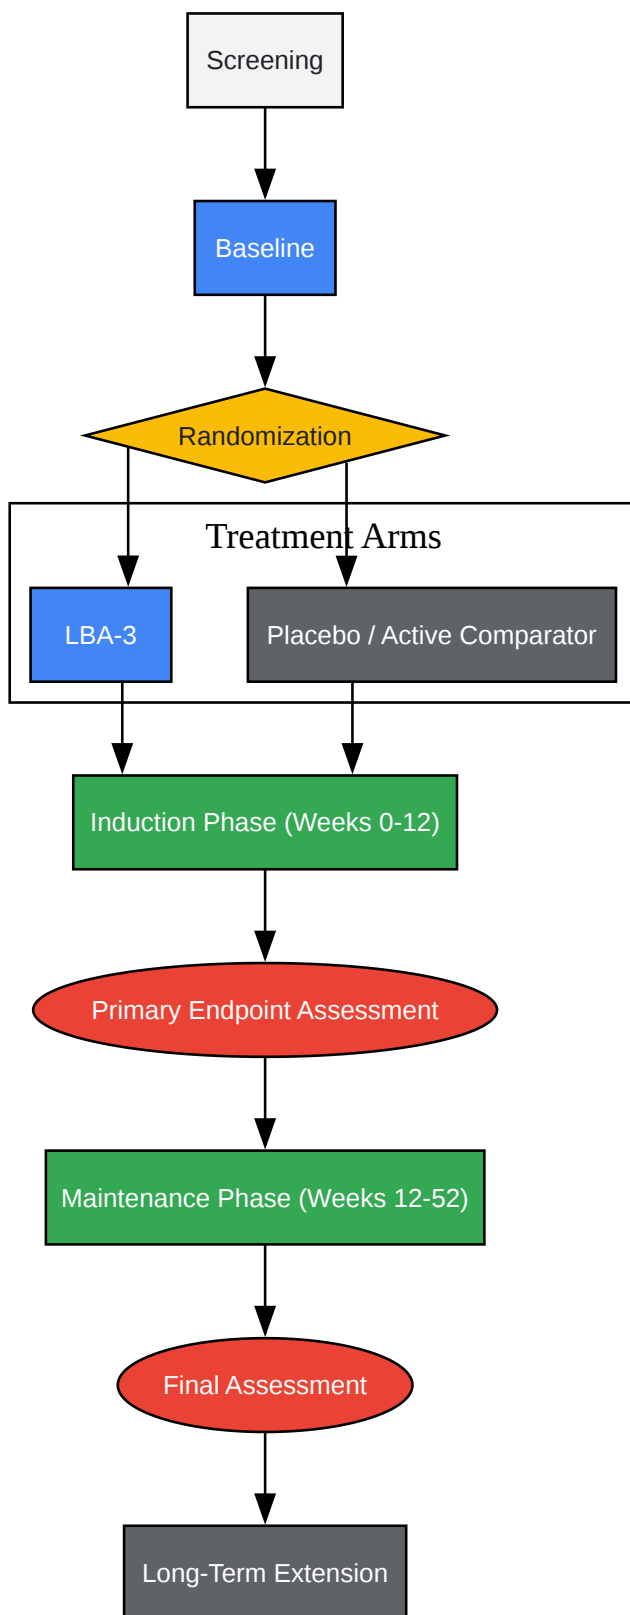 Screening
Baseline
Randomization
Treatment Arms
LBA-3
Placebo / Active Comparator
Induction Phase (Weeks 0-12)
Primary Endpoint Assessment
Maintenance Phase (Weeks 12-52)
Final Assessment
Long-Term Extension